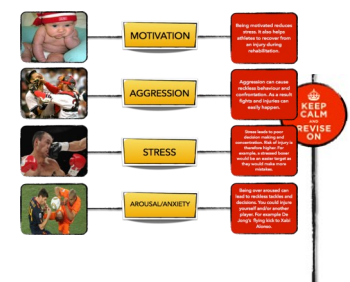 MOTIVATION
Being motivated reduces
stress. It also helps
athletes to recover from
an injury during
rehabilitation.
AGGRESSION
Aggression can cause
reckless behaviour and
confrontation. As a result
fights and injuries can
easily happen.
KEEP
CALM
AND
REVISE
ON
STRESS
Stress leads to poor
decision making and
concentration. Risk of injury is
therefore higher. For
example, a stressed boxer
would be an easier target as
they would make more
mistakes.
AROUSAL/ANXIETY
Being over aroused can
lead to reckless tackles and
decisions. You could injure
yourself and/or another
player. For example De
Jong's flying kick to Xabi
Alonso.